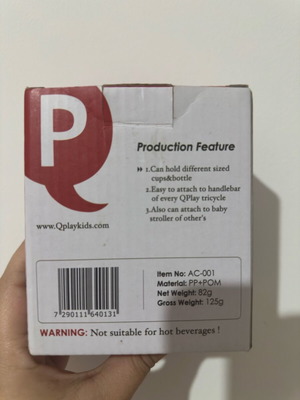 P
Production Feature
» 1.Can hold different sized
cups&bottle
2.Easy to attach to handlebar
of every QPlay tricycle
3.Also can attach to baby
stroller of other's
www.Qplaykids.com
Item No: AC-001
Material: PP+POM
Net Weight: 82g
Gross Weight: 125g
7 290111 640131
WARNING: Not suitable for hot beverages !